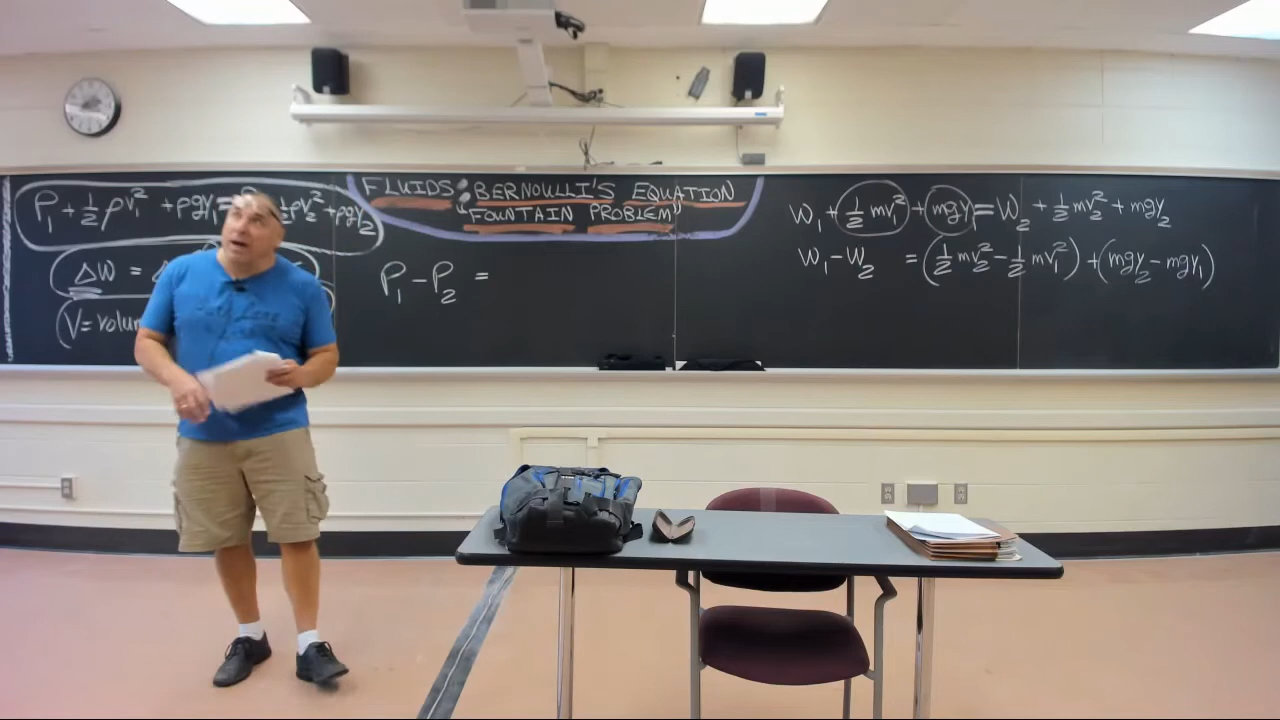 P₁ + ½ρv₁² + ρgy₁ = ½ρv₂² + ρgy₂
ΔW =
V = volum
FLUIDS: BERNOULLI'S EQUATION
"FOUNTAIN PROBLEM"
P₁ - P₂ =
W₁ + ½mv₁² + mgy₁ = W₂ + ½mv₂² + mgy₂
W₁ - W₂ = (½mv₂² - ½mv₁²) + (mgy₂ - mgy₁)